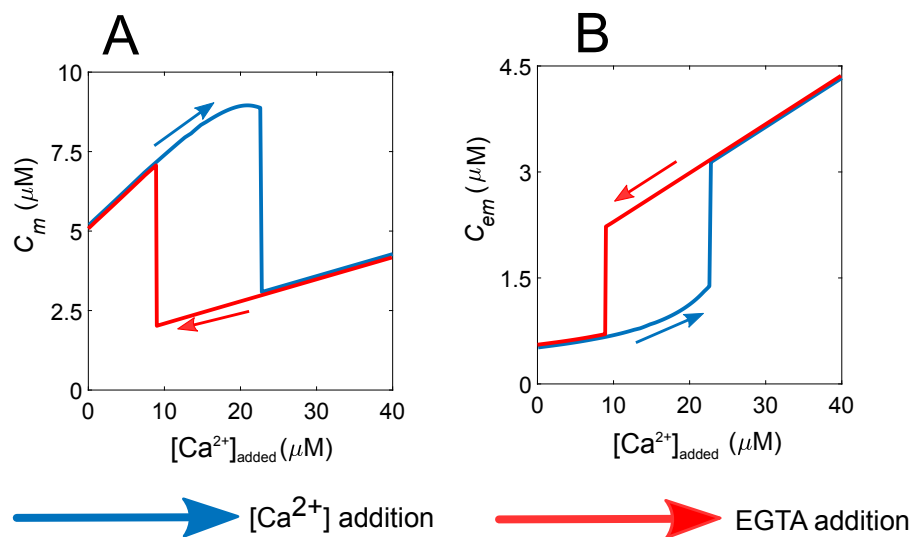 A
10
7.5
5
2.5
0
C_m (μM)
0 10 20 30 40
[Ca²⁺]added (μM)
B
4.5
3
1.5
0
C_em (μM)
0 10 20 30 40
[Ca²⁺]added (μM)
[Ca²⁺] addition
EGTA addition